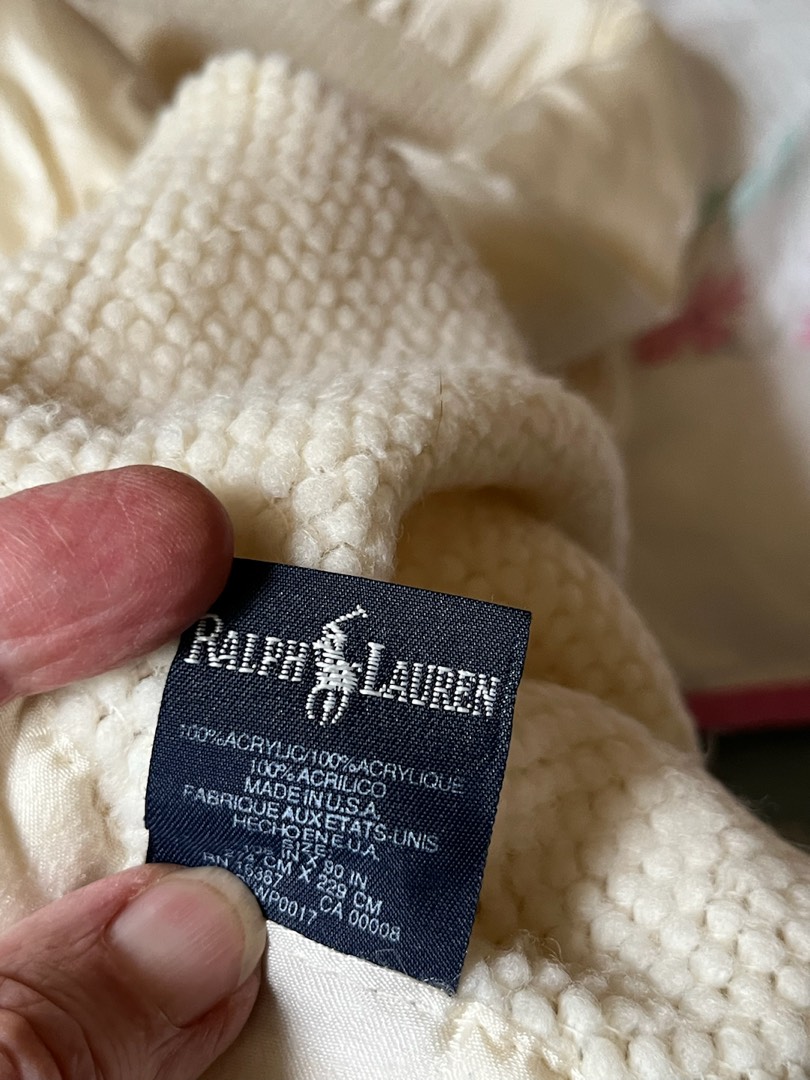 RALPH LAUREN
100% ACRYLIC/100% ACRYLIQUE
100% ACRILICO
MADE IN U.S.A.
FABRIQUE AUX ETATS-UNIS
HECHO EN E.U.A.
SIZE
IN X 90 IN
CM X 229 CM
CA 00008